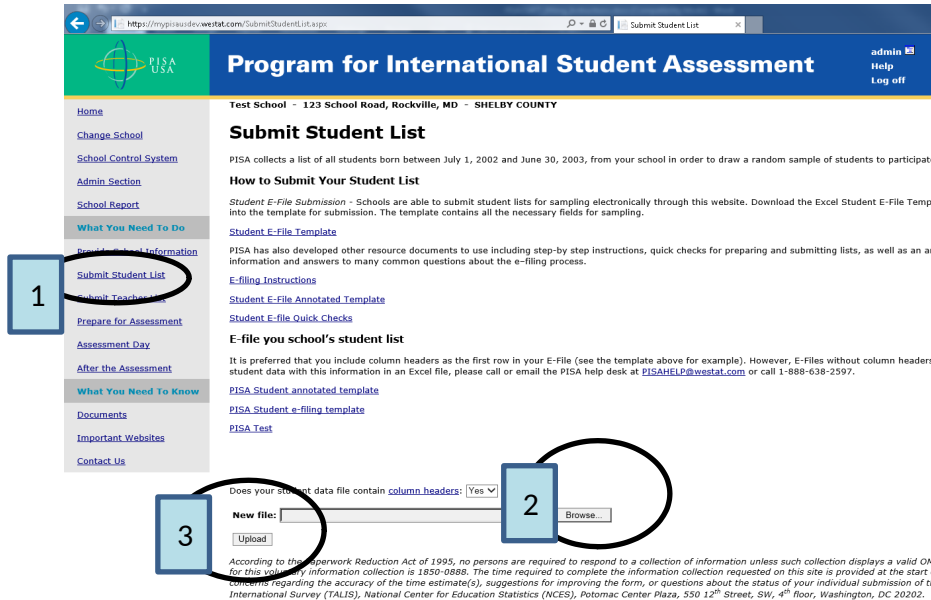 https://mypisausdev.westat.com/SubmitStudentList.aspx
Submit Student List
PISA
USA
Program for International Student Assessment
admin
Help
Log off
Home
Change School
School Control System
Admin Section
School Report
What You Need To Do
Provide School Information
Submit Student List
Submit Teacher List
Prepare for Assessment
Assessment Day
After the Assessment
What You Need To Know
Documents
Important Websites
Contact Us
1
Test School - 123 School Road, Rockville, MD - SHELBY COUNTY
Submit Student List
PISA collects a list of all students born between July 1, 2002 and June 30, 2003, from your school in order to draw a random sample of students to participat
How to Submit Your Student List
Student E-File Submission - Schools are able to submit student lists for sampling electronically through this website. Download the Excel Student E-File Temp
into the template for submission. The template contains all the necessary fields for sampling.
Student E-File Template
PISA has also developed other resource documents to use including step-by step instructions, quick checks for preparing and submitting lists, as well as an a
information and answers to many common questions about the e-filing process.
E-filing Instructions
Student E-File Annotated Template
Student E-file Quick Checks
E-file you school's student list
It is preferred that you include column headers as the first row in your E-File (see the template above for example). However, E-Files without column headers
student data with this information in an Excel file, please call or email the PISA help desk at PISAHELP@westat.com or call 1-888-638-2597.
PISA Student annotated template
PISA Student e-filing template
PISA Test
Does your student data file contain column headers: Yes
2
New file: Browse...
3
Upload
According to the Paperwork Reduction Act of 1995, no persons are required to respond to a collection of information unless such collection displays a valid ON
for this voluntary information collection is 1850-0888. The time required to complete the information collection requested on this site is provided at the start
concerns regarding the accuracy of the time estimate(s), suggestions for improving the form, or questions about the status of your individual submission of t
International Survey (TALIS), National Center for Education Statistics (NCES), Potomac Center Plaza, 550 12th Street, SW, 4th floor, Washington, DC 20202.